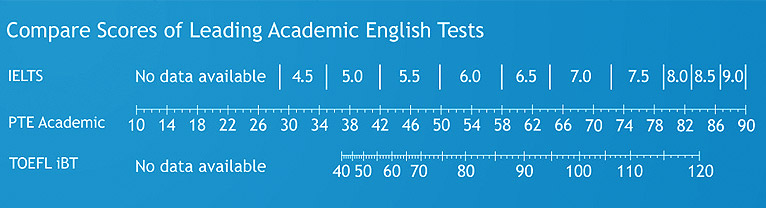 Compare Scores of Leading Academic English Tests
IELTS No data available 4.5 5.0 5.5 6.0 6.5 7.0 7.5 8.0 8.5 9.0
PTE Academic 10 14 18 22 26 30 34 38 42 46 50 54 58 62 66 70 74 78 82 86 90
TOEFL iBT No data available 40 50 60 70 80 90 100 110 120